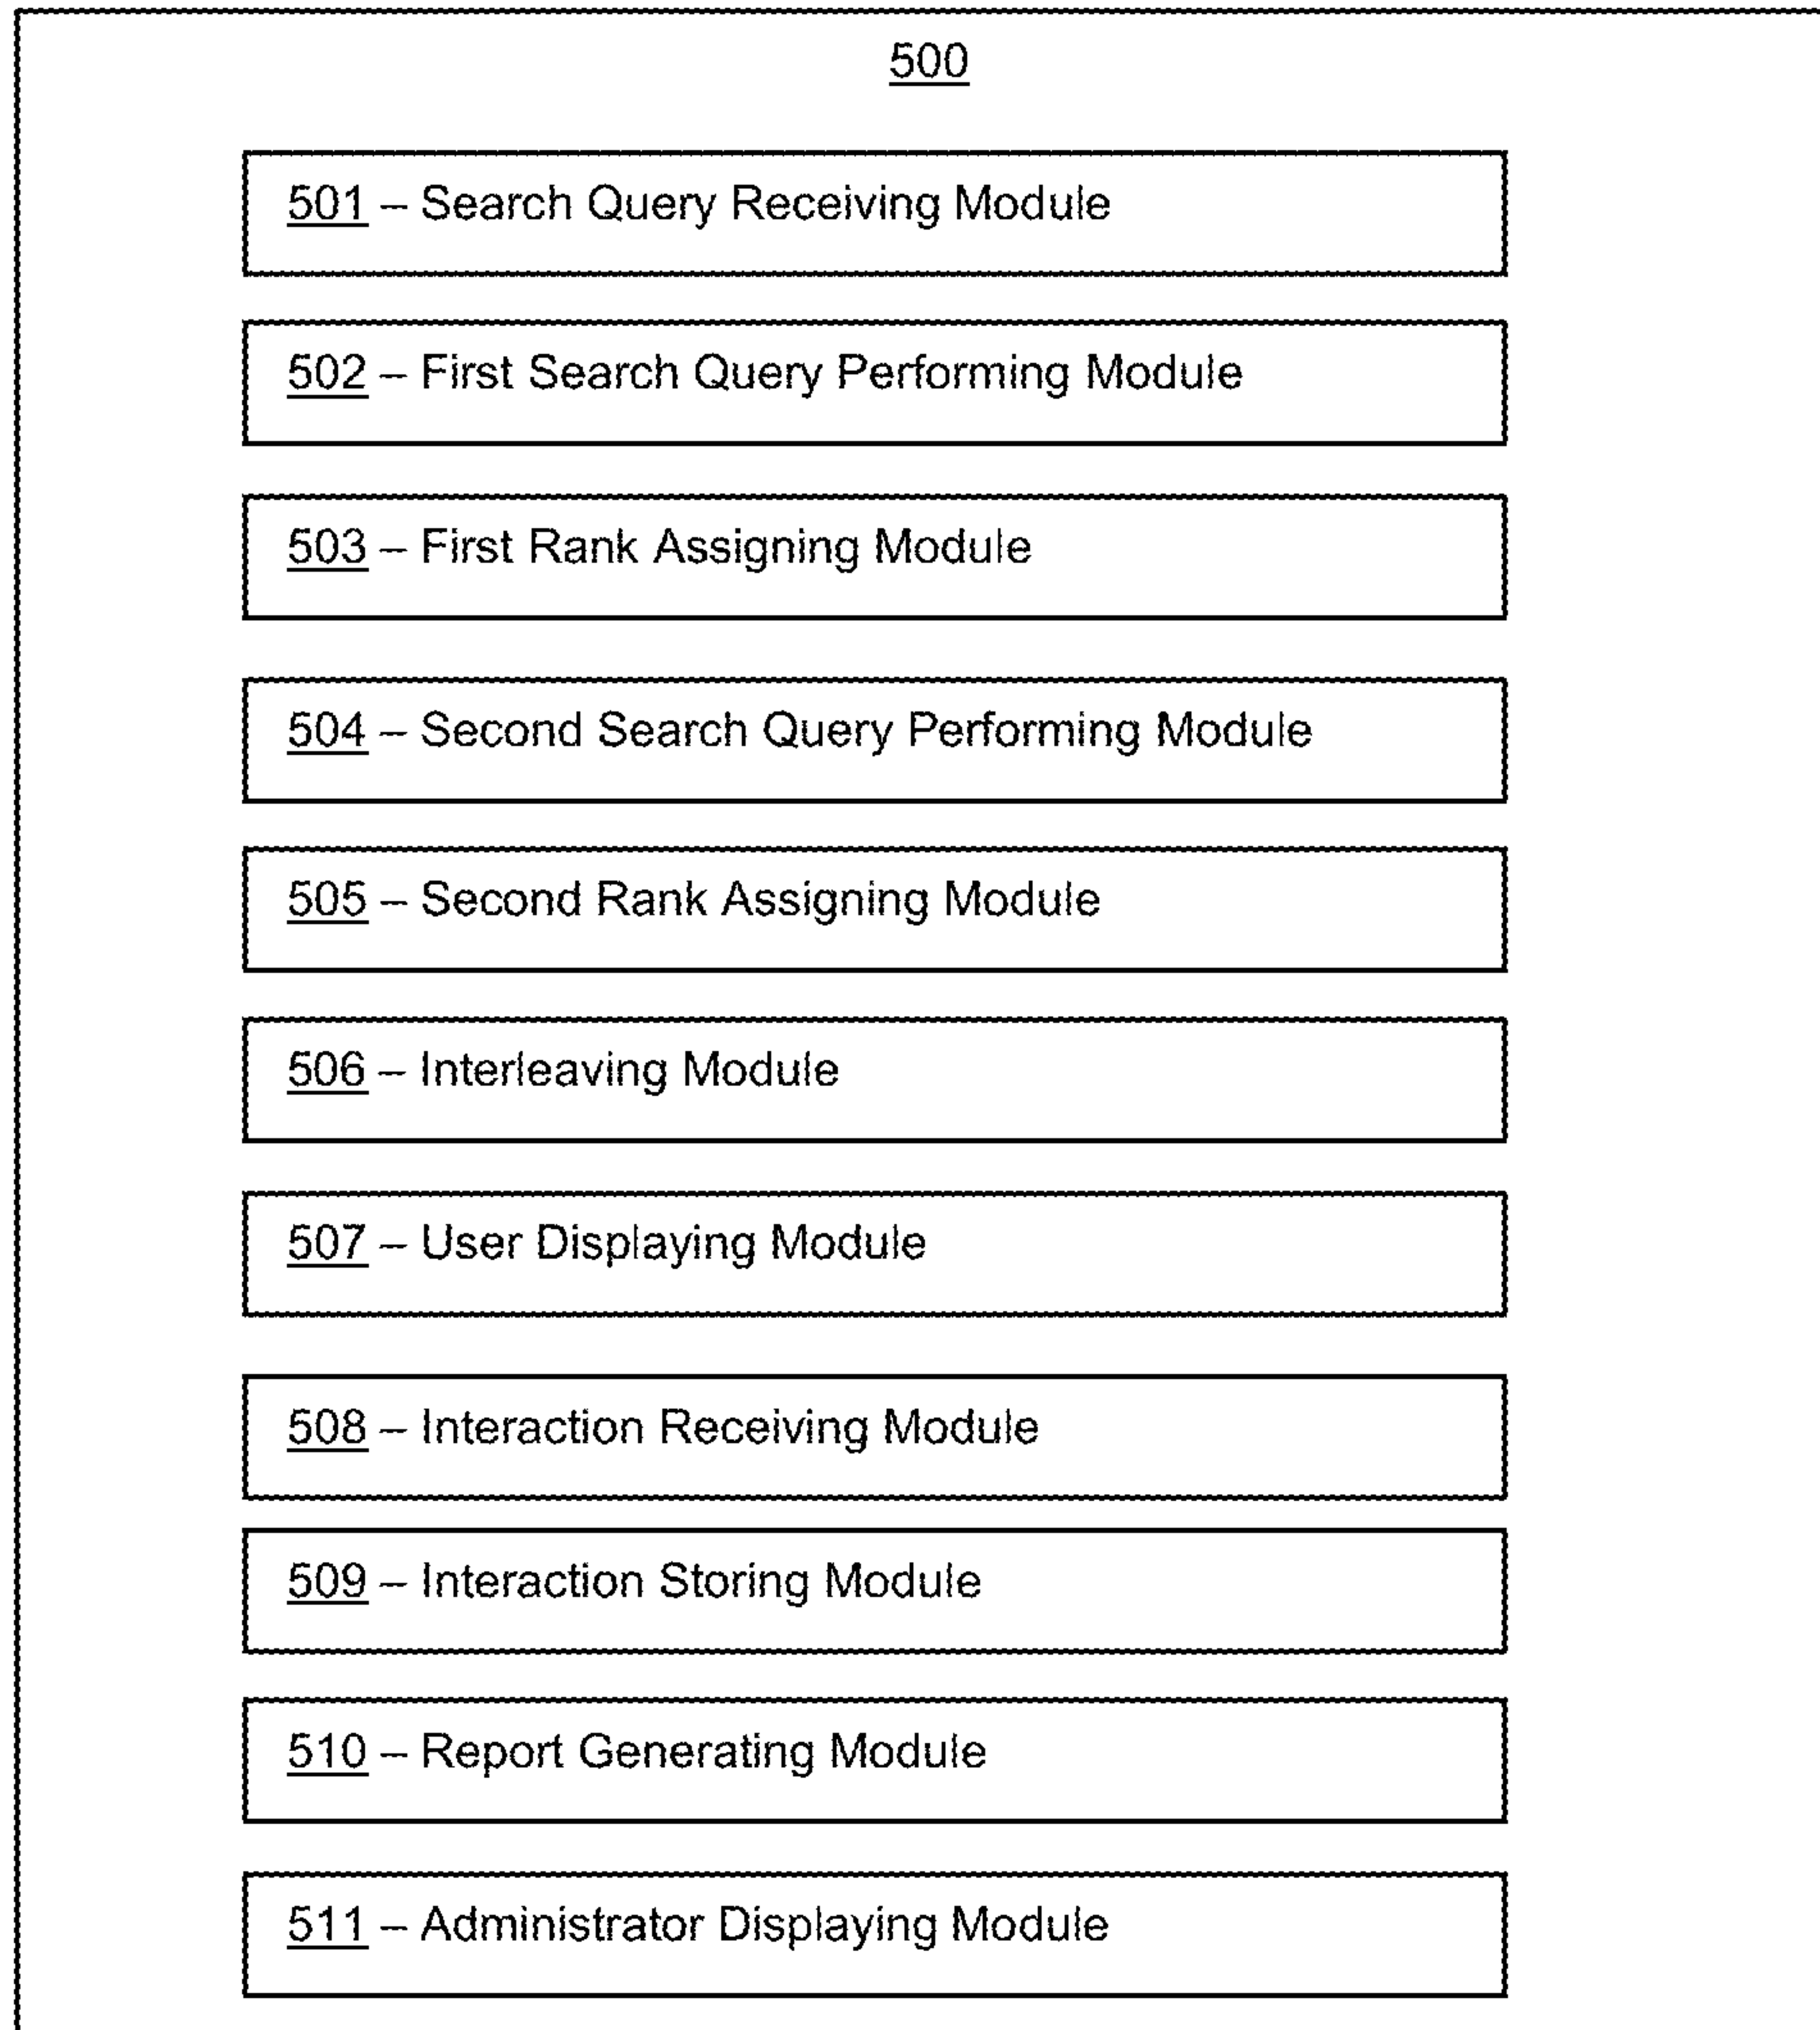 500
501 – Search Query Receiving Module
502 – First Search Query Performing Module
503 – First Rank Assigning Module
504 – Second Search Query Performing Module
505 – Second Rank Assigning Module
506 – Interleaving Module
507 – User Displaying Module
508 – Interaction Receiving Module
509 – Interaction Storing Module
510 – Report Generating Module
511 – Administrator Displaying Module